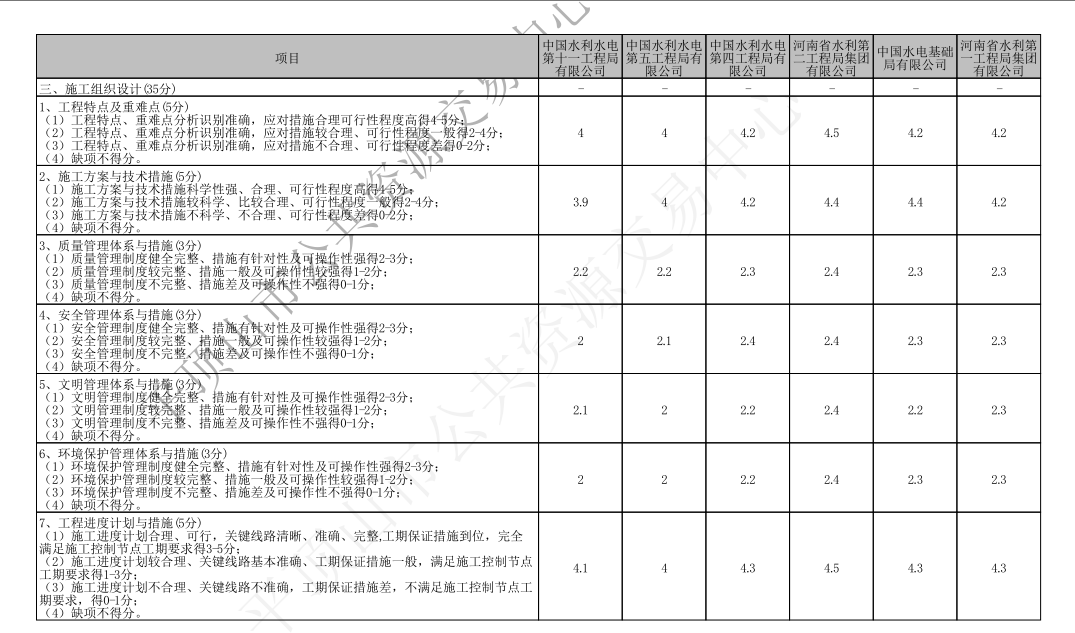 项目
中国水利水电
第十一工程局
有限公司
中国水利水电
第五工程局有
限公司
中国水利水电
第四工程局有
限公司
河南省水利第
二工程局集团
有限公司
中国水电基础
局有限公司
河南省水利第
一工程局集团
有限公司
三、施工组织设计(35分)
- - - - - -
1、工程特点及重难点(5分)
（1）工程特点、重难点分析识别准确，应对措施合理可行性程度高得4-5分；
（2）工程特点、重难点分析识别准确，应对措施较合理、可行性程度一般得2-4分；
（3）工程特点、重难点分析识别准确，应对措施不合理、可行性程度差得0-2分；
（4）缺项不得分。
4 4 4.2 4.5 4.2 4.2
2、施工方案与技术措施(5分)
（1）施工方案与技术措施科学性强、合理、可行性程度高得4-5分；
（2）施工方案与技术措施较科学、比较合理、可行性程度一般得2-4分；
（3）施工方案与技术措施不科学、不合理、可行性程度差得0-2分；
（4）缺项不得分。
3.9 4 4.2 4.4 4.4 4.2
3、质量管理体系与措施(3分)
（1）质量管理制度健全完整、措施有针对性及可操作性强得2-3分；
（2）质量管理制度较完整、措施一般及可操作性较强得1-2分；
（3）质量管理制度不完整、措施差及可操作性不强得0-1分；
（4）缺项不得分。
2.2 2.2 2.3 2.4 2.3 2.3
4、安全管理体系与措施(3分)
（1）安全管理制度健全完整、措施有针对性及可操作性强得2-3分；
（2）安全管理制度较完整、措施一般及可操作性较强得1-2分；
（3）安全管理制度不完整、措施差及可操作性不强得0-1分；
（4）缺项不得分。
2 2.1 2.4 2.4 2.3 2.3
5、文明管理体系与措施(3分)
（1）文明管理制度健全完整、措施有针对性及可操作性强得2-3分；
（2）文明管理制度较完整、措施一般及可操作性较强得1-2分；
（3）文明管理制度不完整、措施差及可操作性不强得0-1分；
（4）缺项不得分。
2.1 2 2.2 2.4 2.2 2.3
6、环境保护管理体系与措施(3分)
（1）环境保护管理制度健全完整、措施有针对性及可操作性强得2-3分；
（2）环境保护管理制度较完整、措施一般及可操作性较强得1-2分；
（3）环境保护管理制度不完整、措施差及可操作性不强得0-1分；
（4）缺项不得分。
2 2 2.2 2.4 2.3 2.3
7、工程进度计划与措施(5分)
（1）施工进度计划合理、可行，关键线路清晰、准确、完整,工期保证措施到位，完全
满足施工控制节点工期要求得3-5分；
（2）施工进度计划较合理、关键线路基本准确、工期保证措施一般，满足施工控制节点
工期要求得1-3分；
（3）施工进度计划不合理、关键线路不准确，工期保证措施差，不满足施工控制节点工
期要求，得0-1分；
（4）缺项不得分。
4.1 4 4.3 4.5 4.3 4.3
平顶山市公共资源交易中心
平顶山市公共资源交易中心